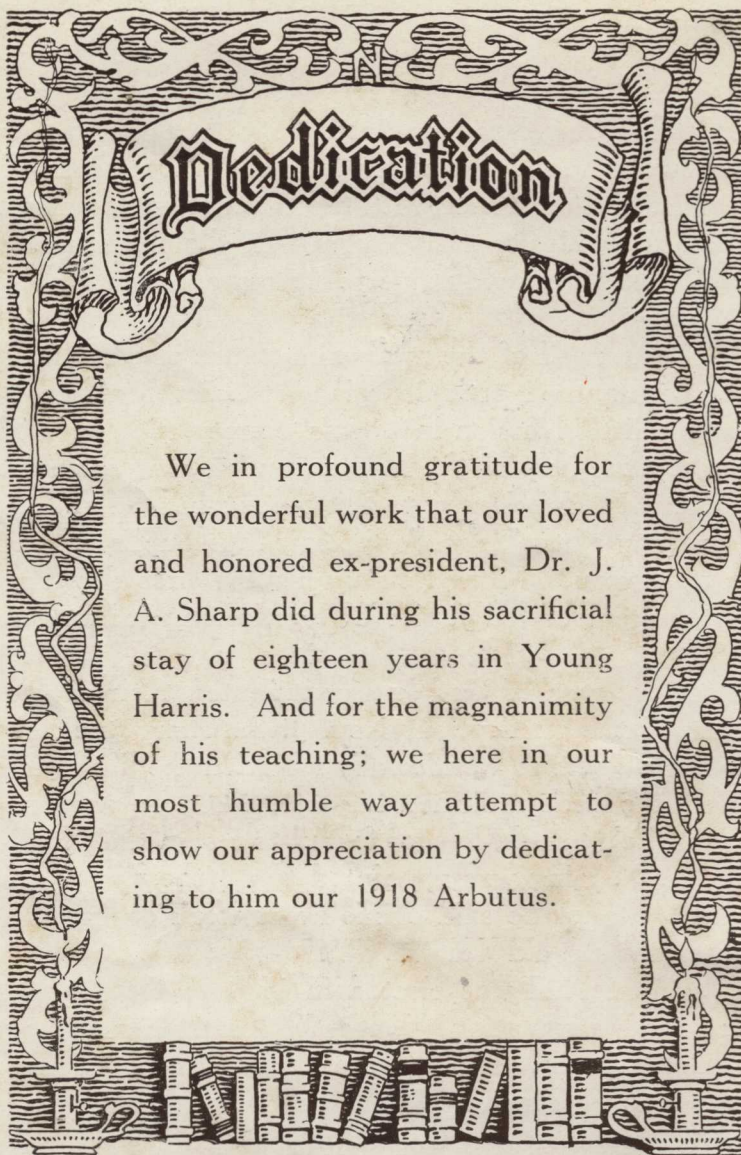 N
Dedication
We in profound gratitude for
the wonderful work that our loved
and honored ex-president, Dr. J.
A. Sharp did during his sacrificial
stay of eighteen years in Young
Harris. And for the magnanimity
of his teaching; we here in our
most humble way attempt to
show our appreciation by dedicat-
ing to him our 1918 Arbutus.